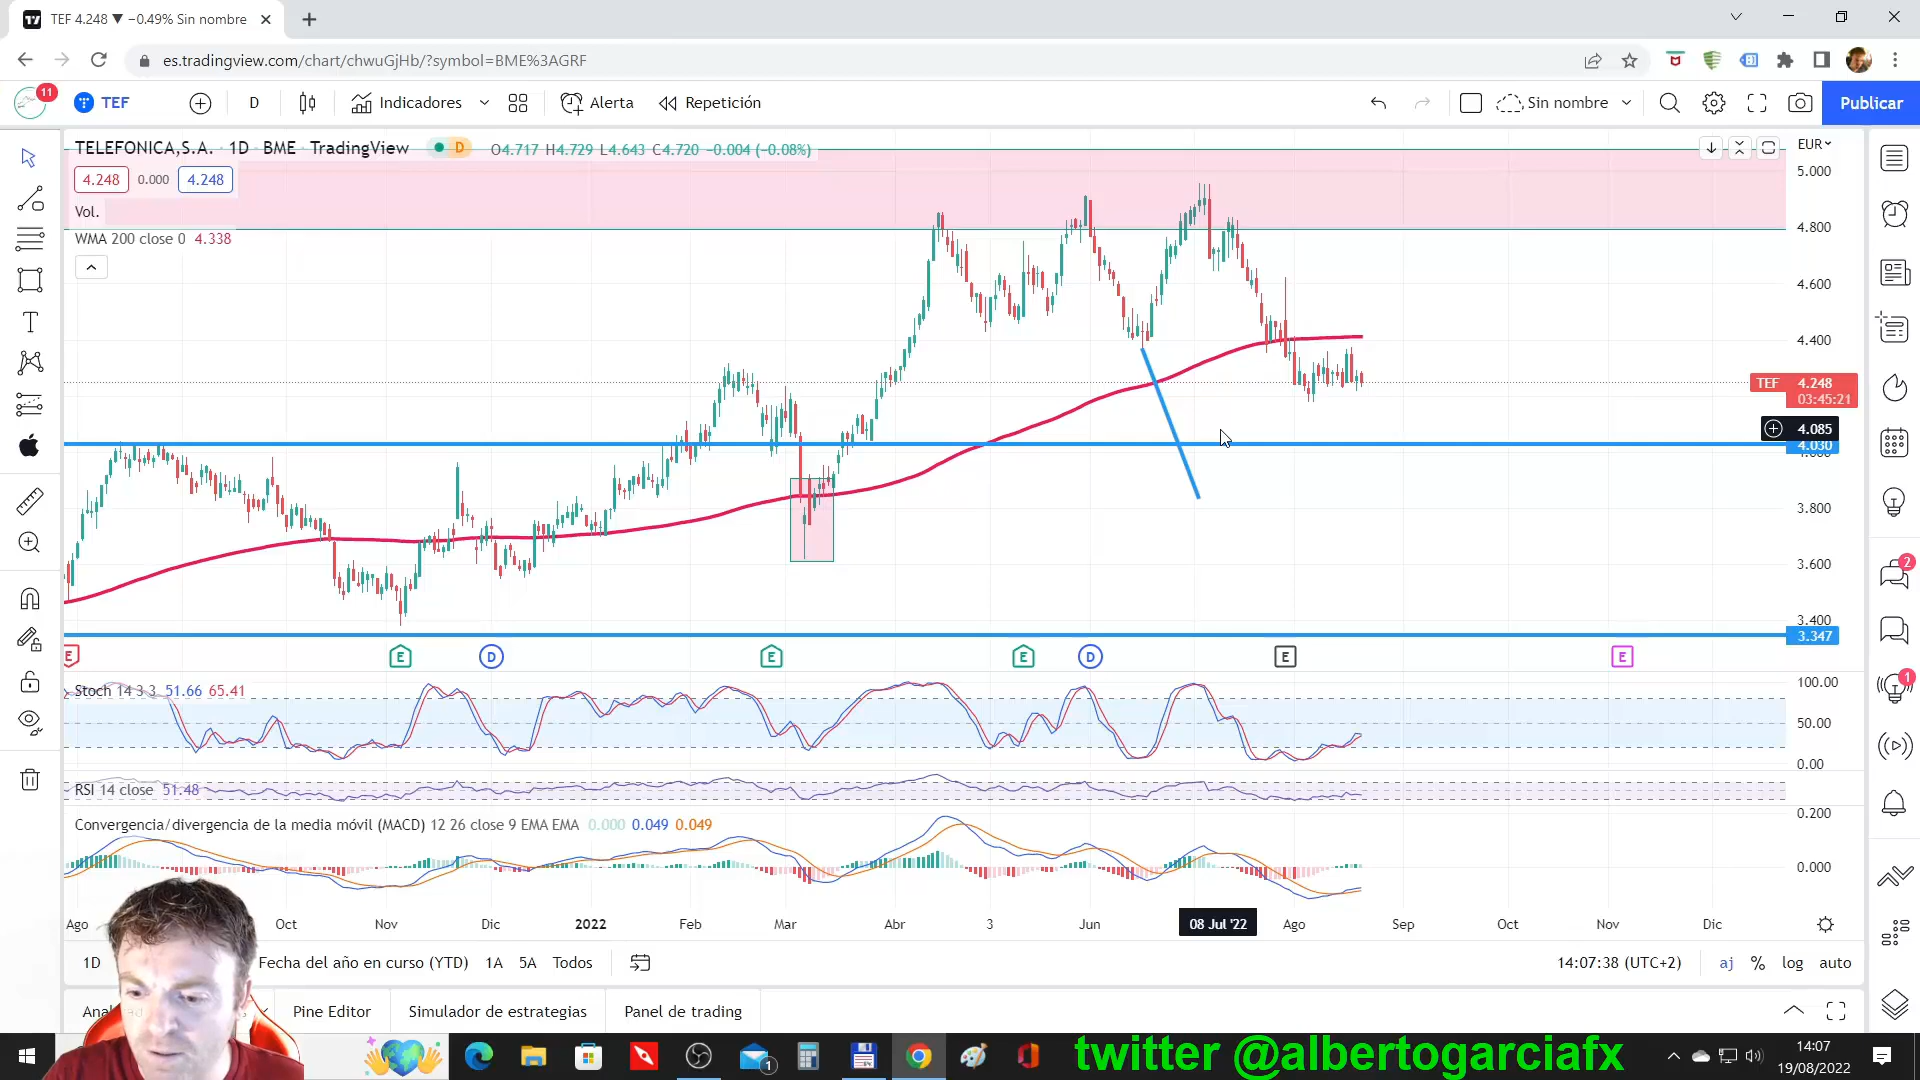 TEF 4.248 ▼ −0.49% Sin nombre
es.tradingview.com/chart/chwuGjHb/?symbol=BME%3AGRF
11
TEF
D
Indicadores
Alerta
Repetición
Sin nombre
Publicar
TELEFONICA,S.A. · 1D · BME · TradingView
D
O4.717 H4.729 L4.643 C4.720 −0.004 (−0.08%)
EUR
4.248
0.000
4.248
Vol.
WMA 200 close 0 4.338
5.000
4.800
4.600
4.400
TEF 4.248
03:45:21
4.085
4.030
4.000
3.800
3.600
3.400
3.347
E
E
D
E
E
D
E
E
Stoch 14 3 3 51.66 65.41
100.00
50.00
0.00
RSI 14 close 51.48
Convergencia/divergencia de la media móvil (MACD) 12 26 close 9 EMA EMA 0.000 0.049 0.049
0.200
0.000
Ago
Oct
Nov
Dic
2022
Feb
Mar
Abr
3
Jun
08 Jul '22
Ago
Sep
Oct
Nov
Dic
1D
Fecha del año en curso (YTD)
1A
5A
Todos
14:07:38 (UTC+2)
aj
%
log
auto
Pine Editor
Simulador de estrategias
Panel de trading
2
1
1
twitter @albertogarciafx
14:07
19/08/2022